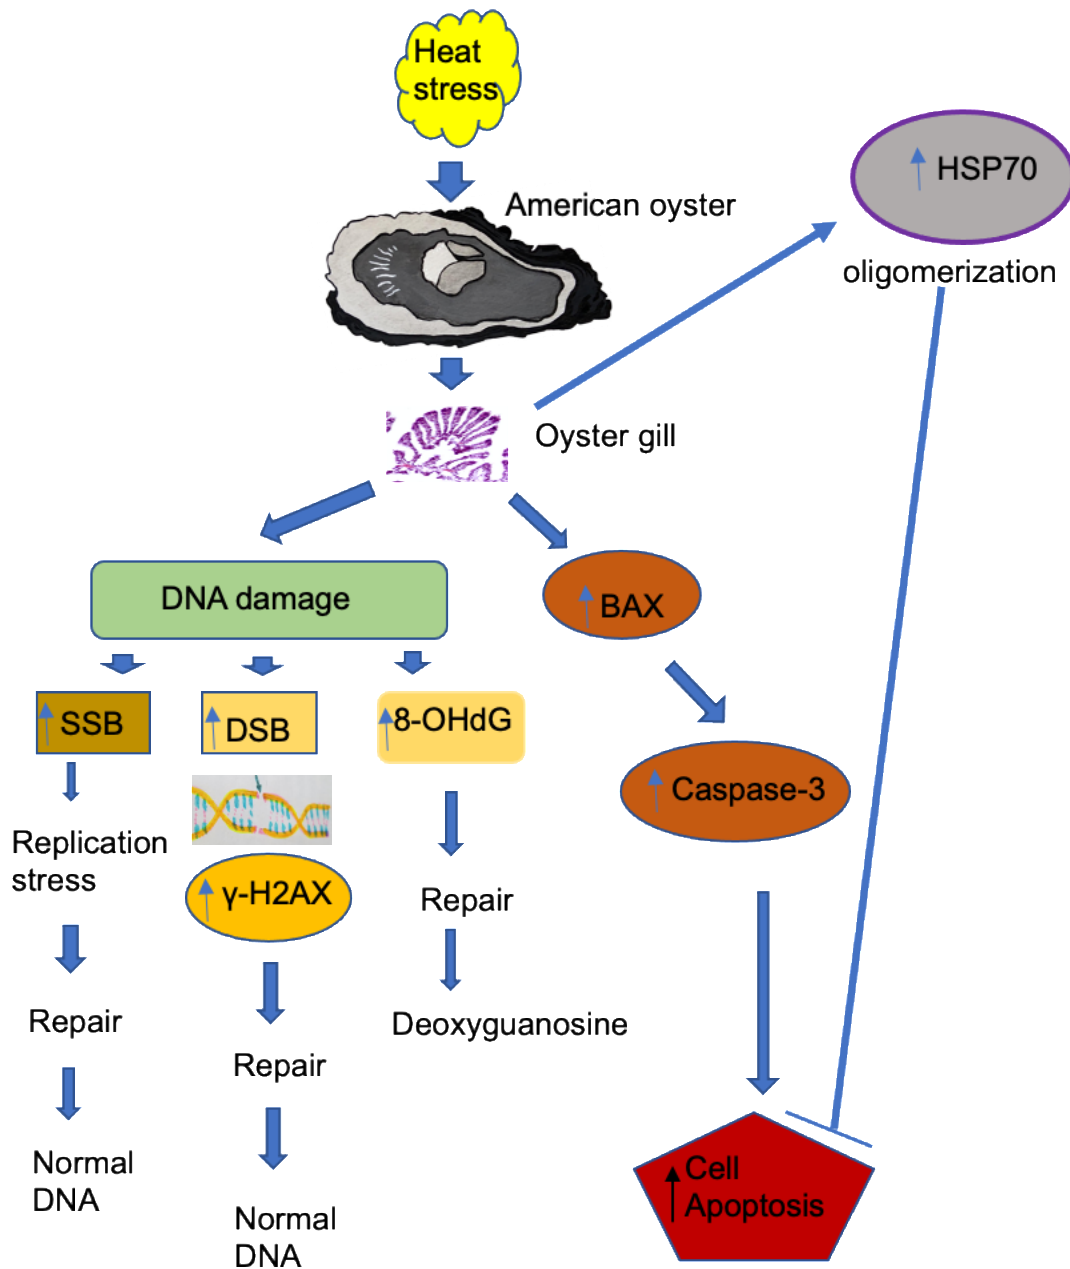 Heat
stress
American oyster
↑ HSP70
oligomerization
Oyster gill
DNA damage
↑ BAX
↑ SSB
↑ DSB
↑ 8-OHdG
↑ Caspase-3
Replication
stress
↑ γ-H2AX
Repair
Repair
Deoxyguanosine
Repair
Normal
DNA
Normal
DNA
↑ Cell
Apoptosis